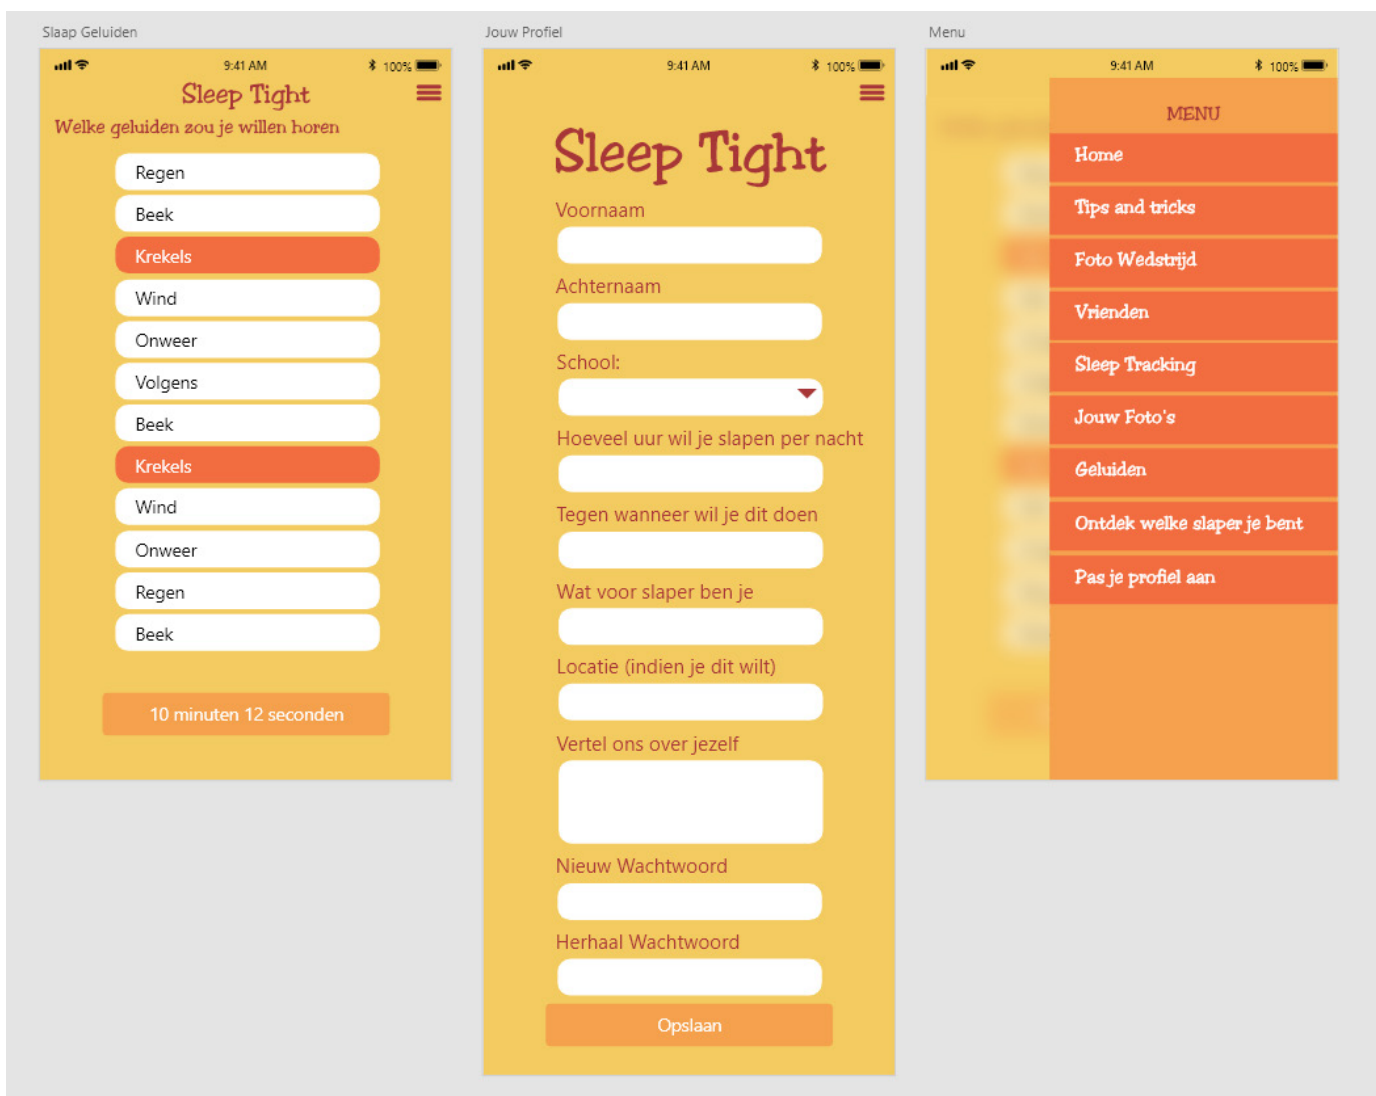 Slaap Geluiden
9:41 AM
100%
Sleep Tight
Welke geluiden zou je willen horen
Regen
Beek
Krekels
Wind
Onweer
Volgens
Beek
Krekels
Wind
Onweer
Regen
Beek
10 minuten 12 seconden
Jouw Profiel
9:41 AM
100%
Sleep Tight
Voornaam
Achternaam
School:
Hoeveel uur wil je slapen per nacht
Tegen wanneer wil je dit doen
Wat voor slaper ben je
Locatie (indien je dit wilt)
Vertel ons over jezelf
Nieuw Wachtwoord
Herhaal Wachtwoord
Opslaan
Menu
9:41 AM
100%
MENU
Home
Tips and tricks
Foto Wedstrijd
Vrienden
Sleep Tracking
Jouw Foto's
Geluiden
Ontdek welke slaper je bent
Pas je profiel aan